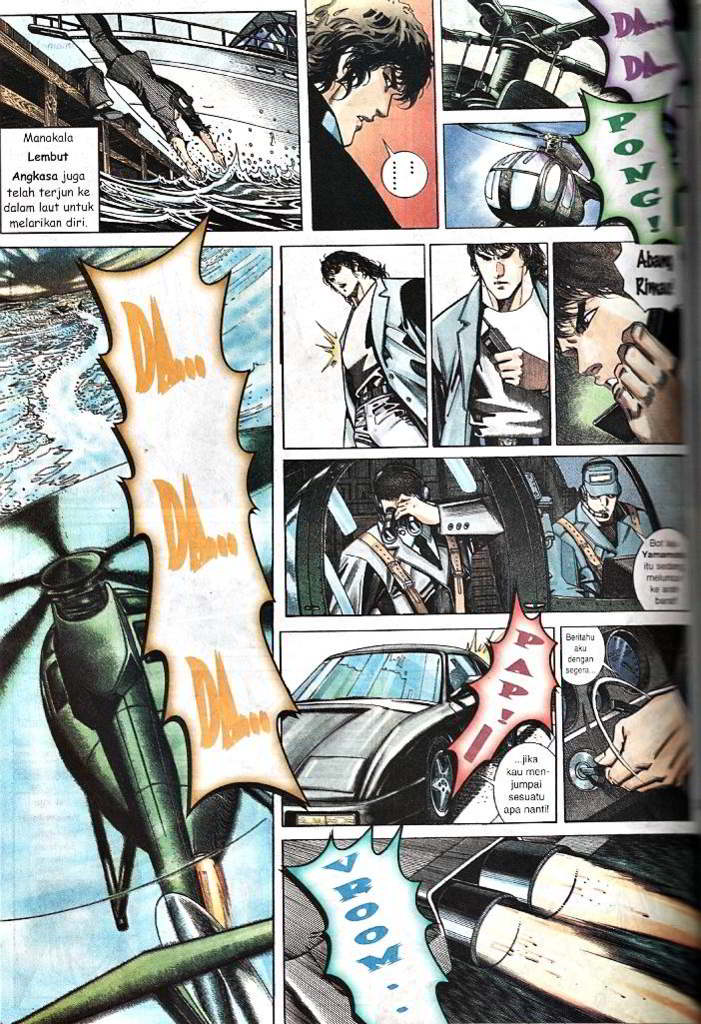 Manakala
Lembut
Angkasa juga
telah terjun ke
dalam laut untuk
melarikan diri.
......
DA...
DA...
PONG!
DA...
DA...
DA...
Abang
Rimau!
Bot
Yamamoto
itu sedang
ke arah
barat!
PAP!
Beritahu
aku
dengan
segera...
...jika
kau men-
jumpai
sesuatu
apa nanti!
VROOM..